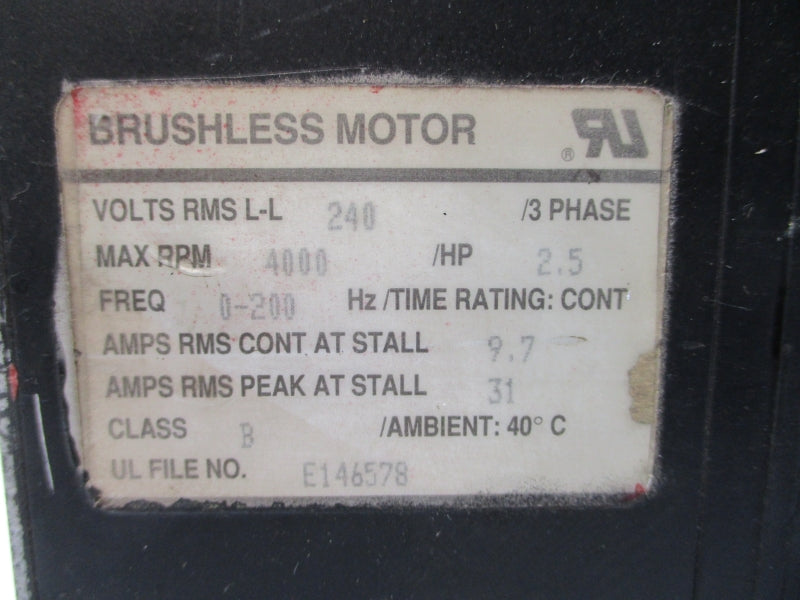 BRUSHLESS MOTOR ®
VOLTS RMS L-L 240 /3 PHASE
MAX RPM 4000 /HP 2.5
FREQ 0-200 Hz /TIME RATING: CONT
AMPS RMS CONT AT STALL 9.7
AMPS RMS PEAK AT STALL 31
CLASS B /AMBIENT: 40° C
UL FILE NO. E146578